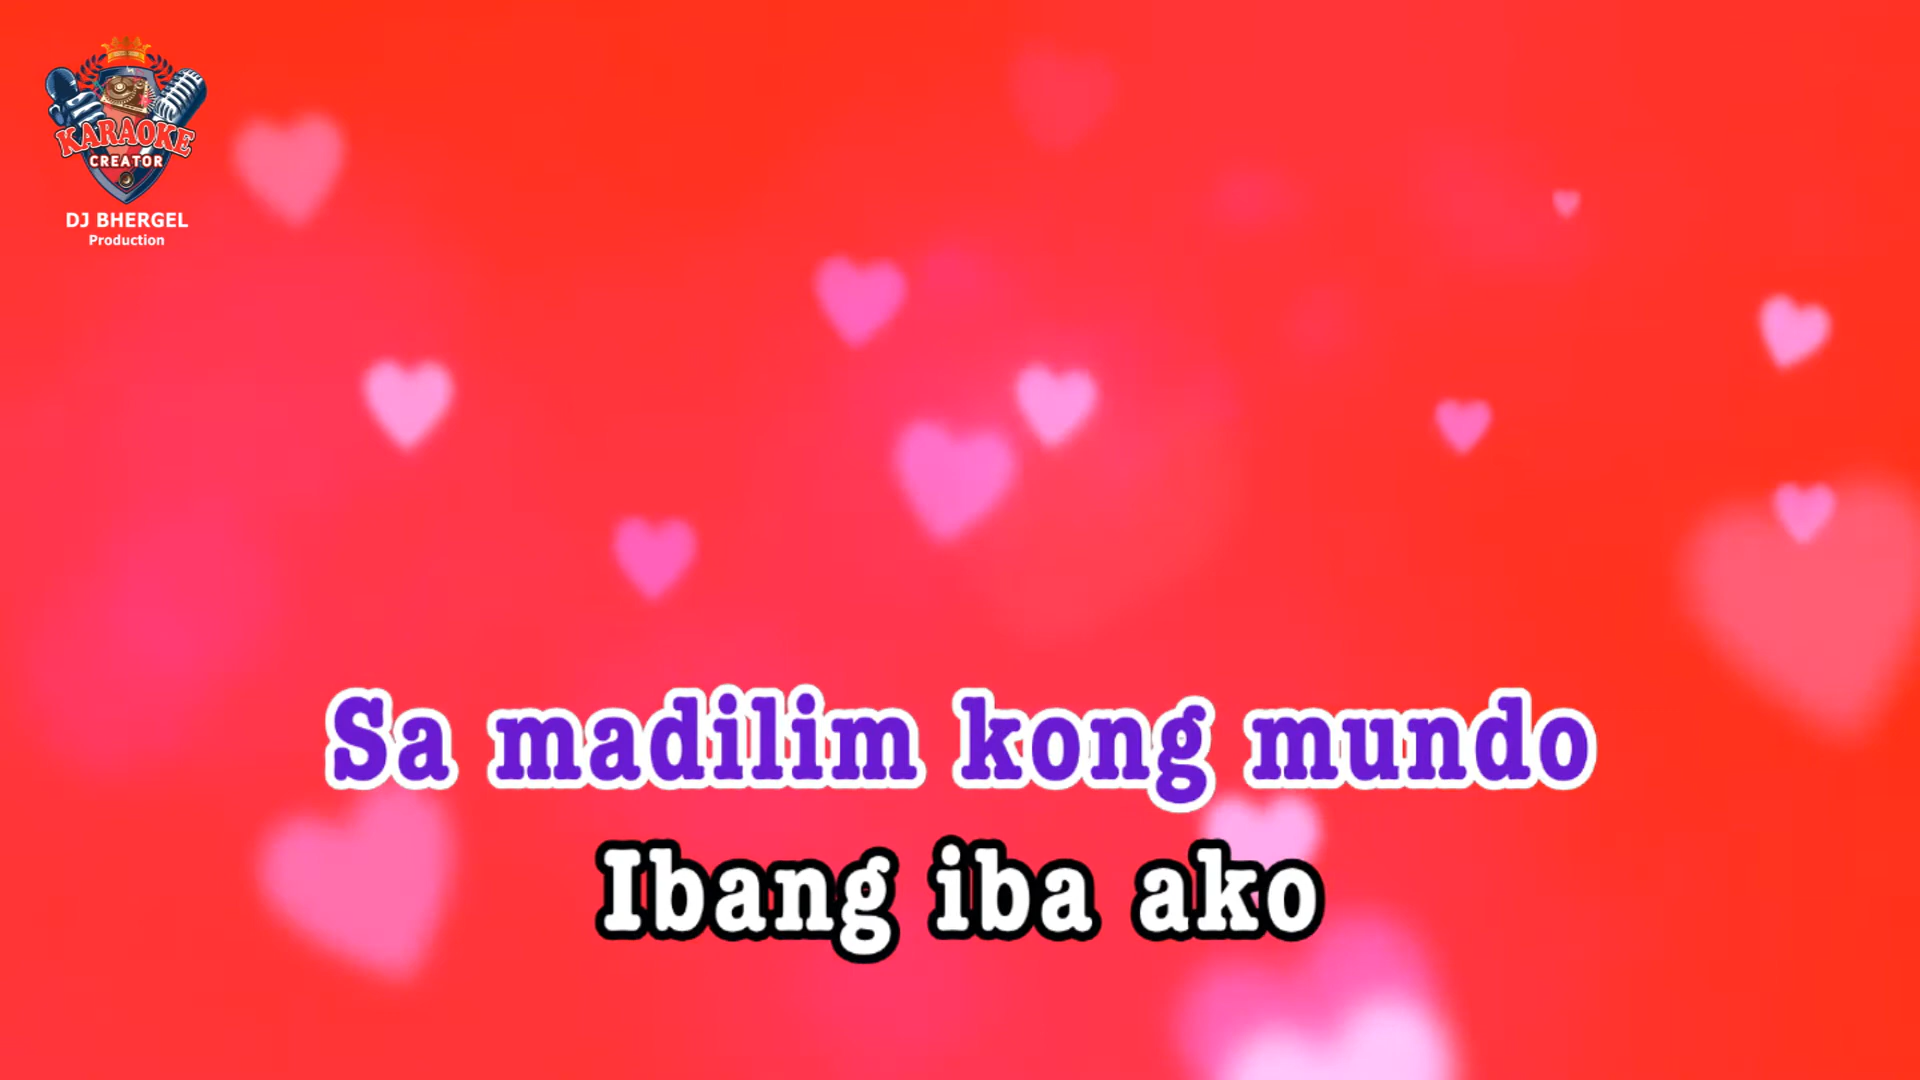 KARAOKE
CREATOR
DJ BHERGEL
Production
Sa madilim kong mundo
Ibang iba ako